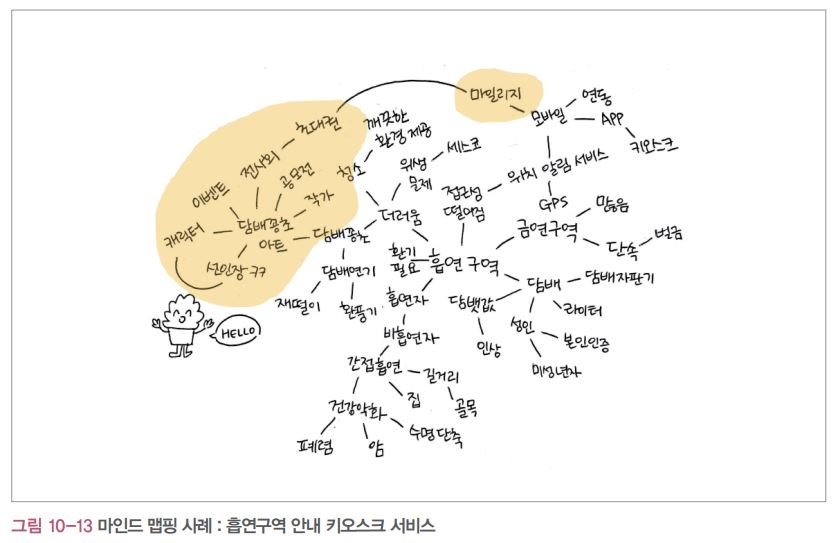 마일리지
연동
모바일
APP
키오스크
초대권
깨끗한
환경 제공
전시회
공모전
청소
위생
문제
세스코
위치 알림 서비스
접근성
떨어짐
GPS
이벤트
작가
담배꽁초
아트
캐릭터
선인장 쿠키
담배꽁초
더러움
금연구역
많음
단속
벌금
환기
필요
흡연구역
담배연기
재떨이
환풍기
흡연자
담뱃값
인상
담배
담배자판기
라이터
성인
본인인증
미성년자
HELLO
비흡연자
간접흡연
길거리
골목
집
건강악화
폐렴
암
수명 단축
그림 10-13 마인드 맵핑 사례 : 흡연구역 안내 키오스크 서비스